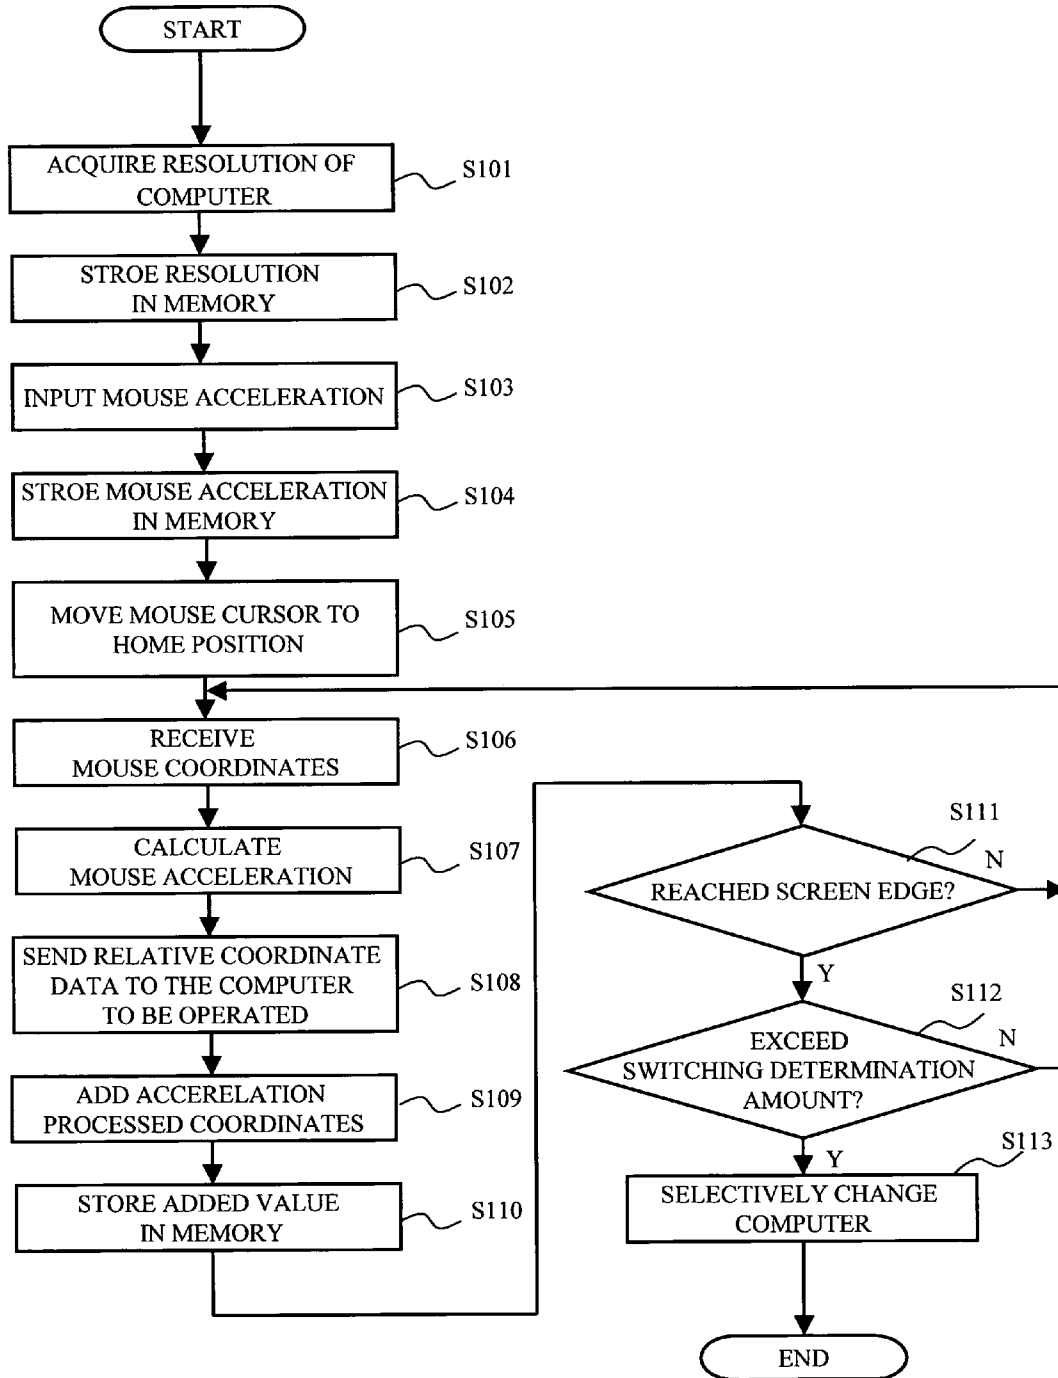 START
ACQUIRE RESOLUTION OF
COMPUTER
S101
STROE RESOLUTION
IN MEMORY
S102
INPUT MOUSE ACCELERATION
S103
STROE MOUSE ACCELERATION
IN MEMORY
S104
MOVE MOUSE CURSOR TO
HOME POSITION
S105
RECEIVE
MOUSE COORDINATES
S106
CALCULATE
MOUSE ACCELERATION
S107
SEND RELATIVE COORDINATE
DATA TO THE COMPUTER
TO BE OPERATED
S108
ADD ACCERELATION
PROCESSED COORDINATES
S109
STORE ADDED VALUE
IN MEMORY
S110
S111
REACHED SCREEN EDGE?
N
Y
S112
EXCEED
SWITCHING DETERMINATION
AMOUNT?
N
Y
S113
SELECTIVELY CHANGE
COMPUTER
END